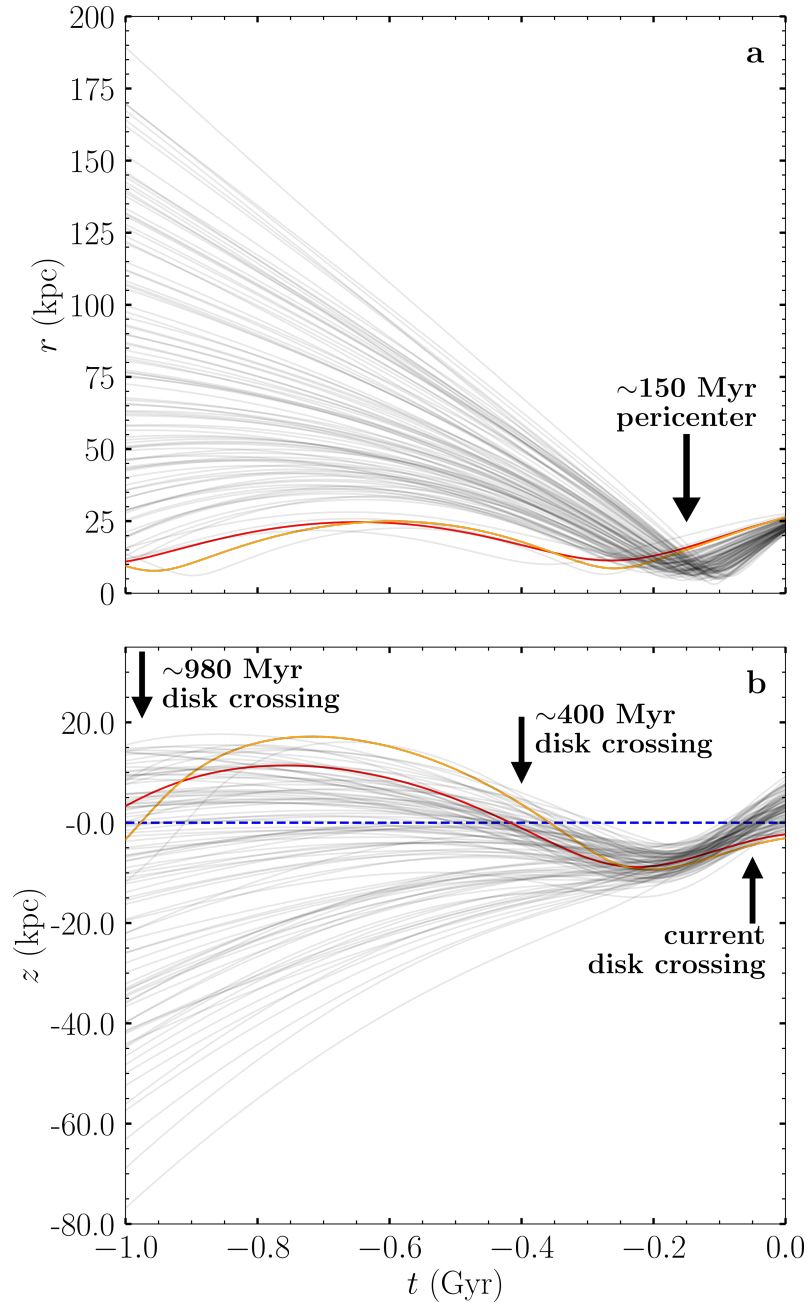 200
a
175
150
125
r (kpc)
100
75
~150 Myr
pericenter
50
25
0
~980 Myr
disk crossing
b
~400 Myr
disk crossing
20.0
-0.0
z (kpc)
-20.0
current
disk crossing
-40.0
-60.0
-80.0
−1.0 −0.8 −0.6 −0.4 −0.2 0.0
t (Gyr)